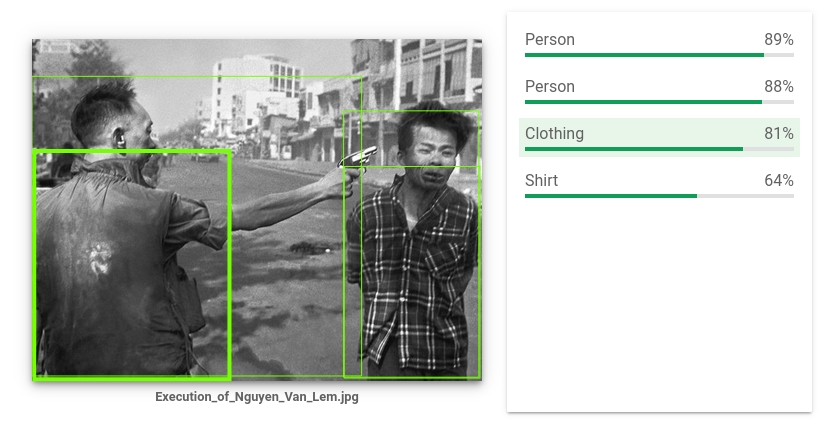 Person 89%
Person 88%
Clothing 81%
Shirt 64%
Execution_of_Nguyen_Van_Lem.jpg